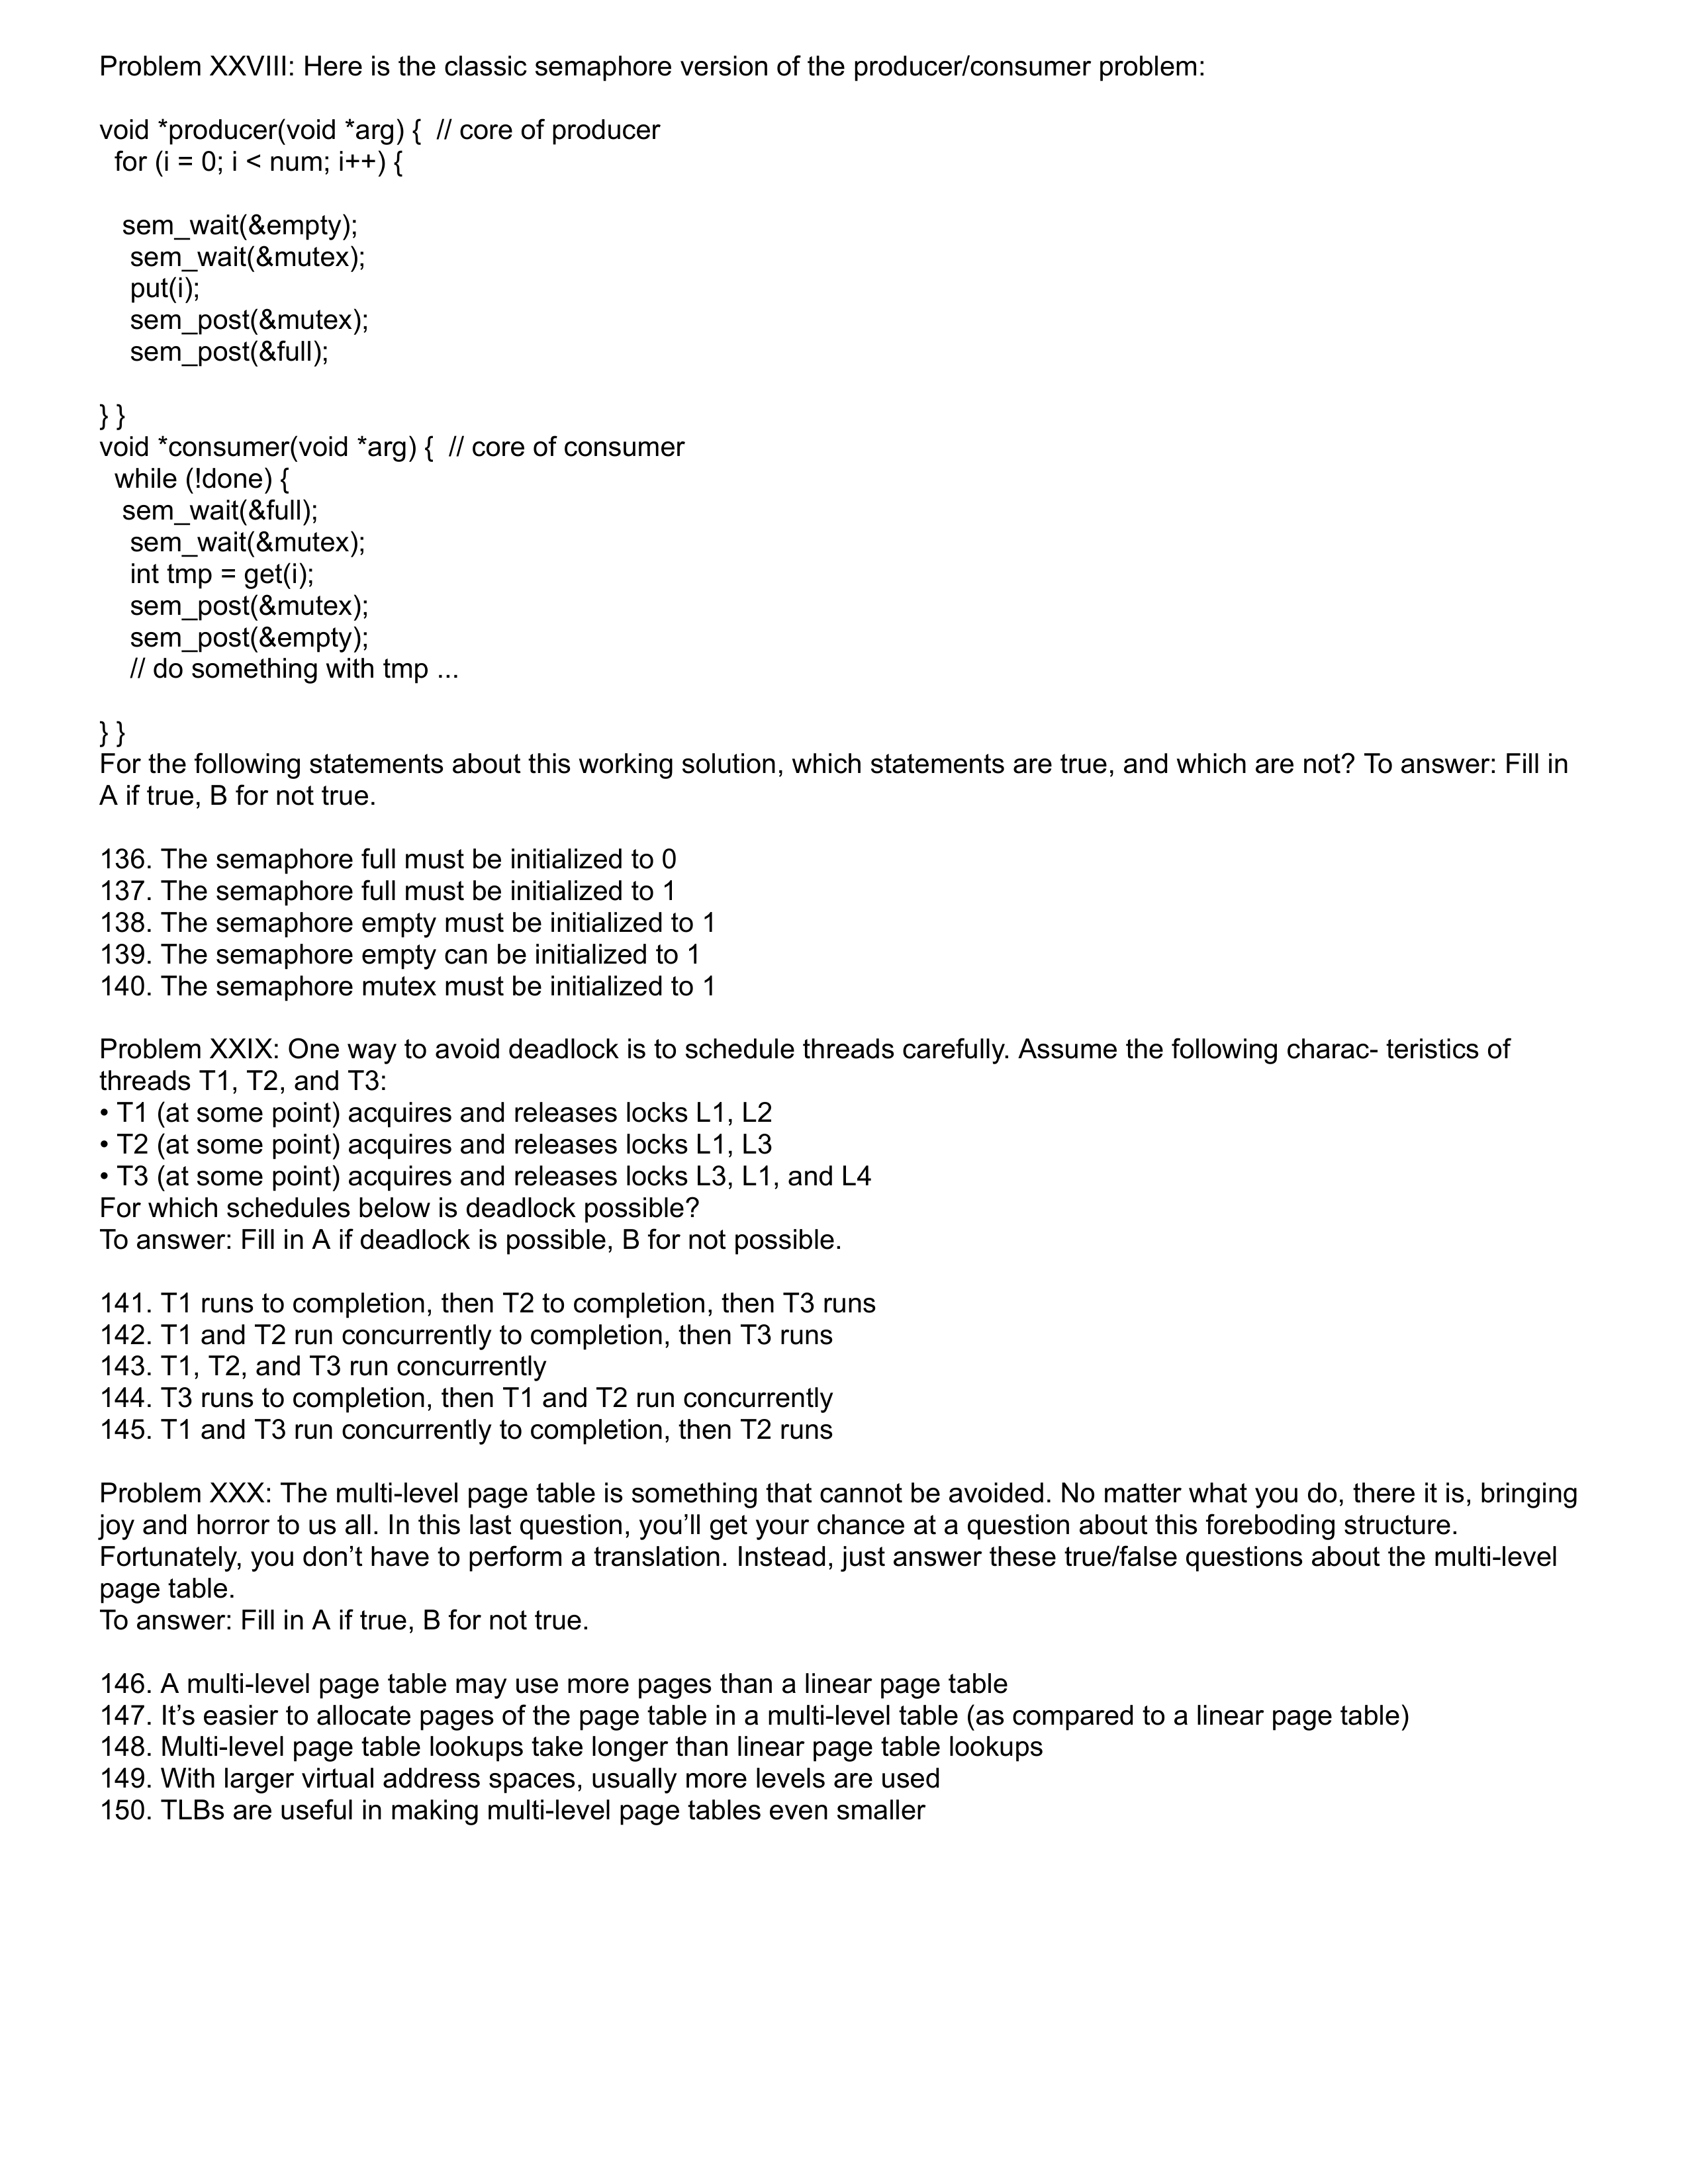 Problem XXVIII: Here is the classic semaphore version of the producer/consumer problem:
void *producer(void *arg) {  // core of producer
for (i = 0; i < num; i++) {
sem_wait(&empty);
sem_wait(&mutex);
put(i);
sem_post(&mutex);
sem_post(&full);
} }
void *consumer(void *arg) {  // core of consumer
while (!done) {
sem_wait(&full);
sem_wait(&mutex);
int tmp = get(i);
sem_post(&mutex);
sem_post(&empty);
// do something with tmp ...
} }
For the following statements about this working solution, which statements are true, and which are not? To answer: Fill in
A if true, B for not true.
136. The semaphore full must be initialized to 0
137. The semaphore full must be initialized to 1
138. The semaphore empty must be initialized to 1
139. The semaphore empty can be initialized to 1
140. The semaphore mutex must be initialized to 1
Problem XXIX: One way to avoid deadlock is to schedule threads carefully. Assume the following charac- teristics of
threads T1, T2, and T3:
• T1 (at some point) acquires and releases locks L1, L2
• T2 (at some point) acquires and releases locks L1, L3
• T3 (at some point) acquires and releases locks L3, L1, and L4
For which schedules below is deadlock possible?
To answer: Fill in A if deadlock is possible, B for not possible.
141. T1 runs to completion, then T2 to completion, then T3 runs
142. T1 and T2 run concurrently to completion, then T3 runs
143. T1, T2, and T3 run concurrently
144. T3 runs to completion, then T1 and T2 run concurrently
145. T1 and T3 run concurrently to completion, then T2 runs
Problem XXX: The multi-level page table is something that cannot be avoided. No matter what you do, there it is, bringing
joy and horror to us all. In this last question, you’ll get your chance at a question about this foreboding structure.
Fortunately, you don’t have to perform a translation. Instead, just answer these true/false questions about the multi-level
page table.
To answer: Fill in A if true, B for not true.
146. A multi-level page table may use more pages than a linear page table
147. It’s easier to allocate pages of the page table in a multi-level table (as compared to a linear page table)
148. Multi-level page table lookups take longer than linear page table lookups
149. With larger virtual address spaces, usually more levels are used
150. TLBs are useful in making multi-level page tables even smaller